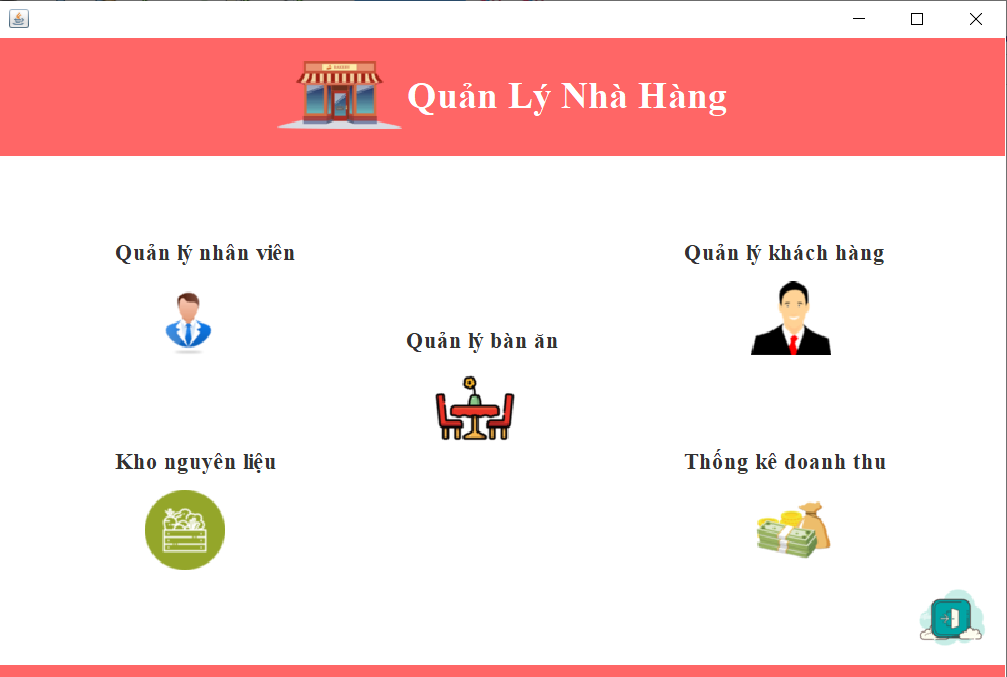 Quản Lý Nhà Hàng
Quản lý nhân viên
Quản lý khách hàng
Quản lý bàn ăn
Kho nguyên liệu
Thống kê doanh thu